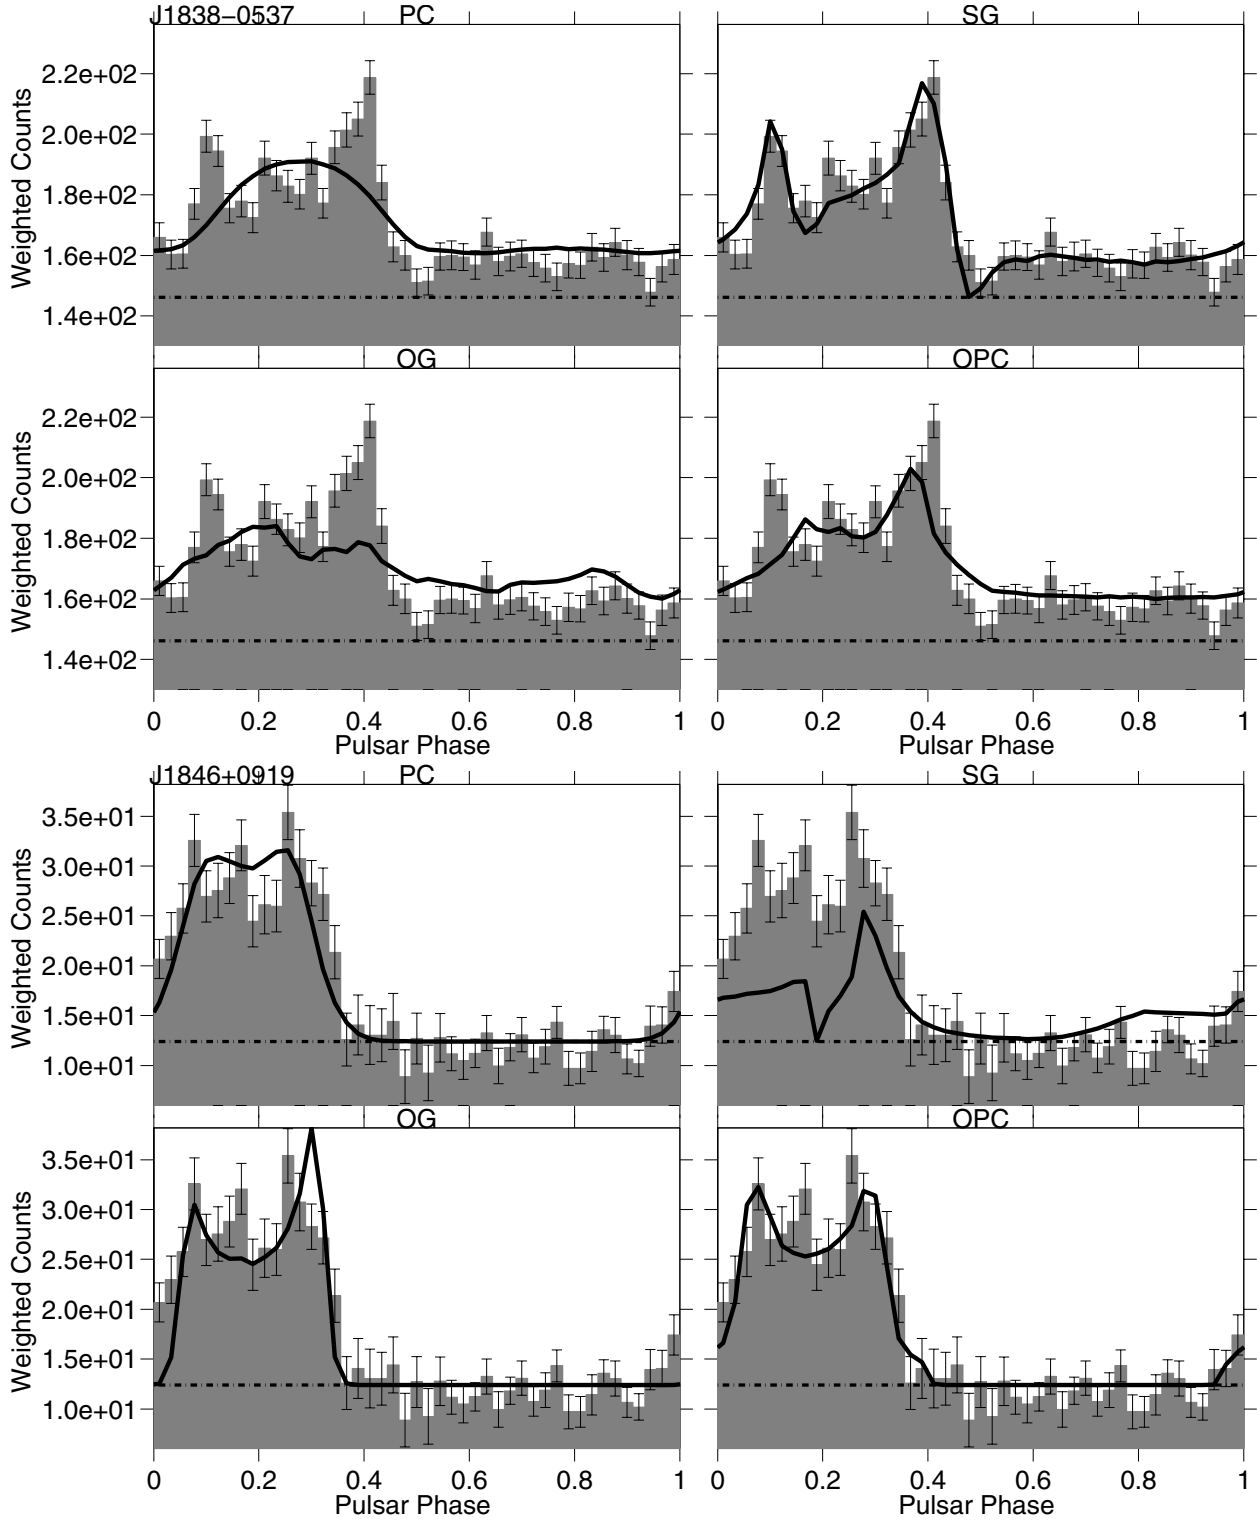 J1838−0537
PC
SG
Weighted Counts
2.2e+02
2.0e+02
1.8e+02
1.6e+02
1.4e+02
OG
OPC
Weighted Counts
2.2e+02
2.0e+02
1.8e+02
1.6e+02
1.4e+02
0 0.2 0.4 0.6 0.8 1
0 0.2 0.4 0.6 0.8 1
Pulsar Phase
Pulsar Phase
J1846+0919
PC
SG
Weighted Counts
3.5e+01
3.0e+01
2.5e+01
2.0e+01
1.5e+01
1.0e+01
OG
OPC
Weighted Counts
3.5e+01
3.0e+01
2.5e+01
2.0e+01
1.5e+01
1.0e+01
0 0.2 0.4 0.6 0.8 1
0 0.2 0.4 0.6 0.8 1
Pulsar Phase
Pulsar Phase